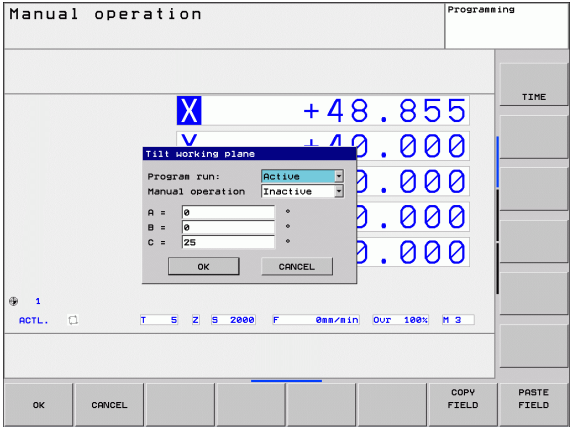 Manual operation
Programming
TIME
X +48.855
Tilt working plane
Program run: Active
Manual operation Inactive
A = 0 °
B = 0 °
C = 25 °
OK CANCEL
1
ACTL. T 5 Z S 2000 F 0mm/min Ovr 100% M 3
OK CANCEL COPY FIELD PASTE FIELD